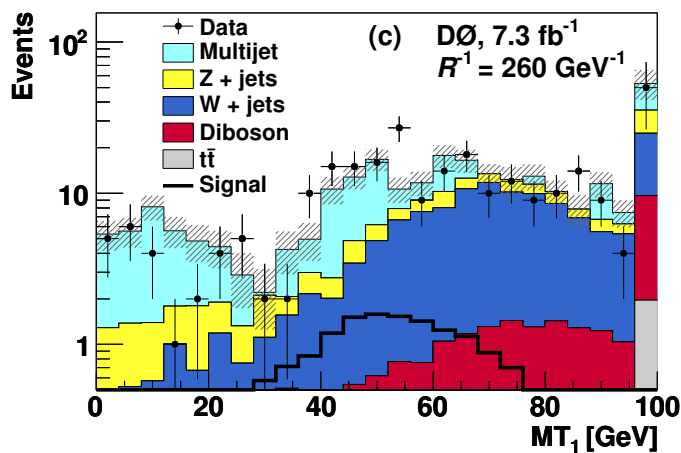 (c) DØ, 7.3 fb⁻¹
R⁻¹ = 260 GeV⁻¹
Data
Multijet
Z + jets
W + jets
Diboson
tt̄
Signal
Events
10²
10
1
0 20 40 60 80 100
MT₁ [GeV]